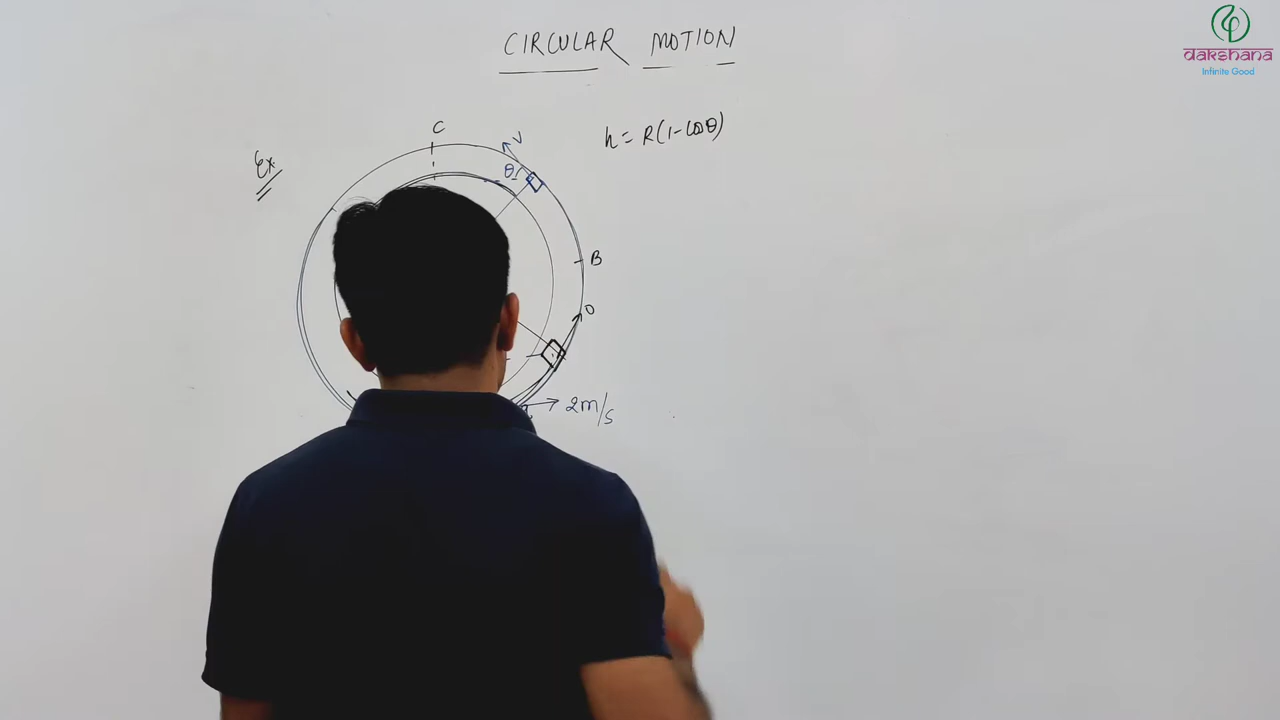 CIRCULAR MOTION
dakshana
Infinite Good
Ex
C
V
θ
h = R(1-cosθ)
B
2m/s